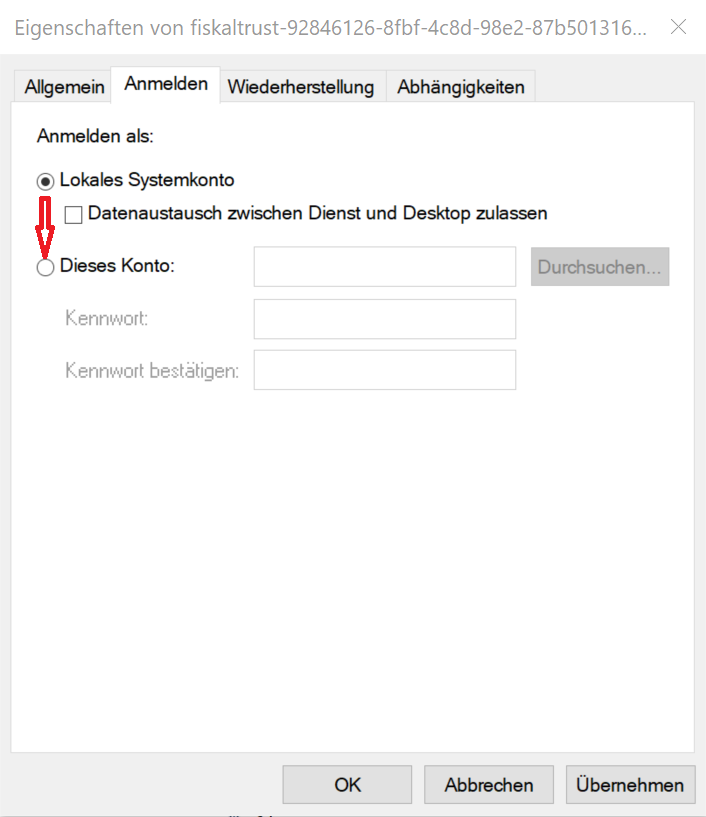 Eigenschaften von fiskaltrust-92846126-8fbf-4c8d-98e2-87b501316...
Allgemein Anmelden Wiederherstellung Abhängigkeiten
Anmelden als:
Lokales Systemkonto
Datenaustausch zwischen Dienst und Desktop zulassen
Dieses Konto: Durchsuchen...
Kennwort:
Kennwort bestätigen:
OK Abbrechen Übernehmen